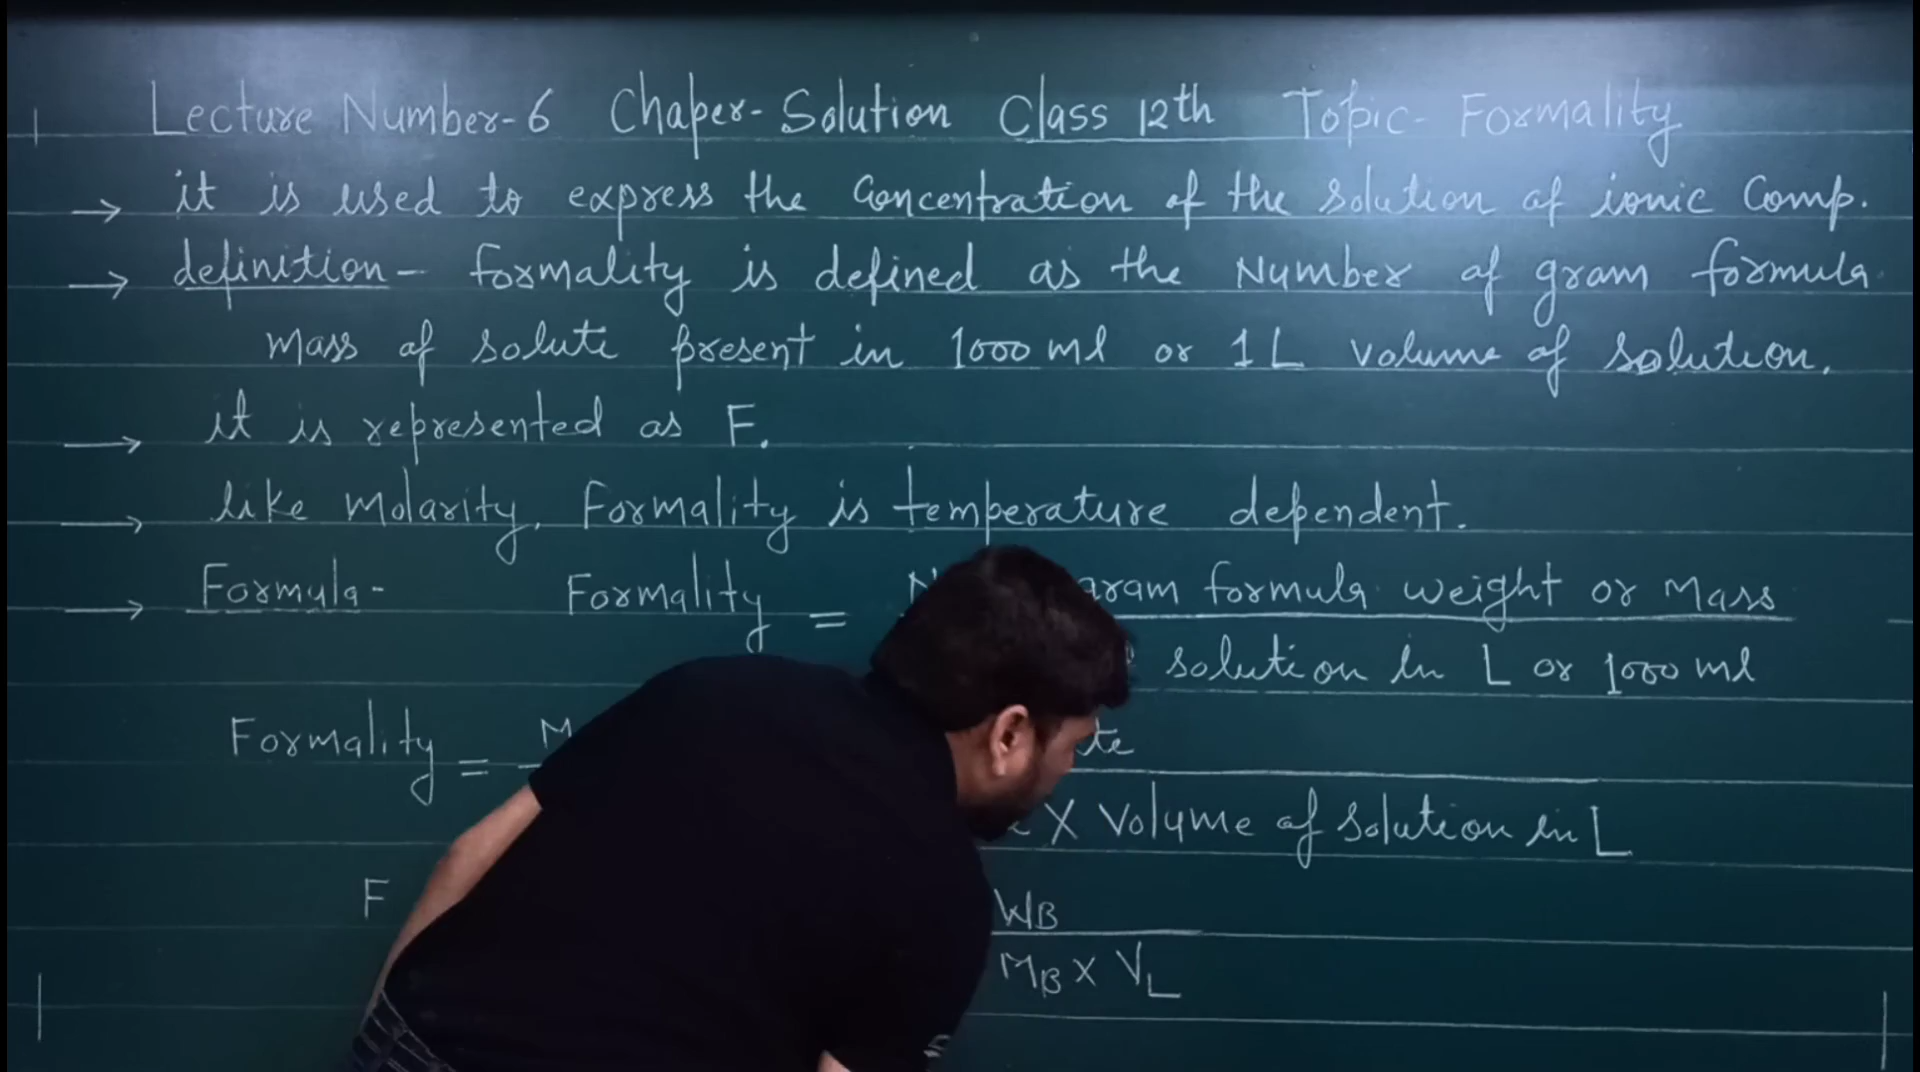 Lecture Number-6 Chaper-Solution Class 12th Topic- Formality
→ it is used to express the Concentration of the solution of ionic Comp.
→ definition- formality is defined as the Number of gram formula
mass of solute present in 1000 ml or 1 L volume of solution.
→ it is represented as F.
→ like Molarity, Formality is temperature dependent.
→ Formula- Formality = gram formula weight or Mass
solution in L or 1000 ml
Formality =
X Volume of solution in L
F WB
MB X VL